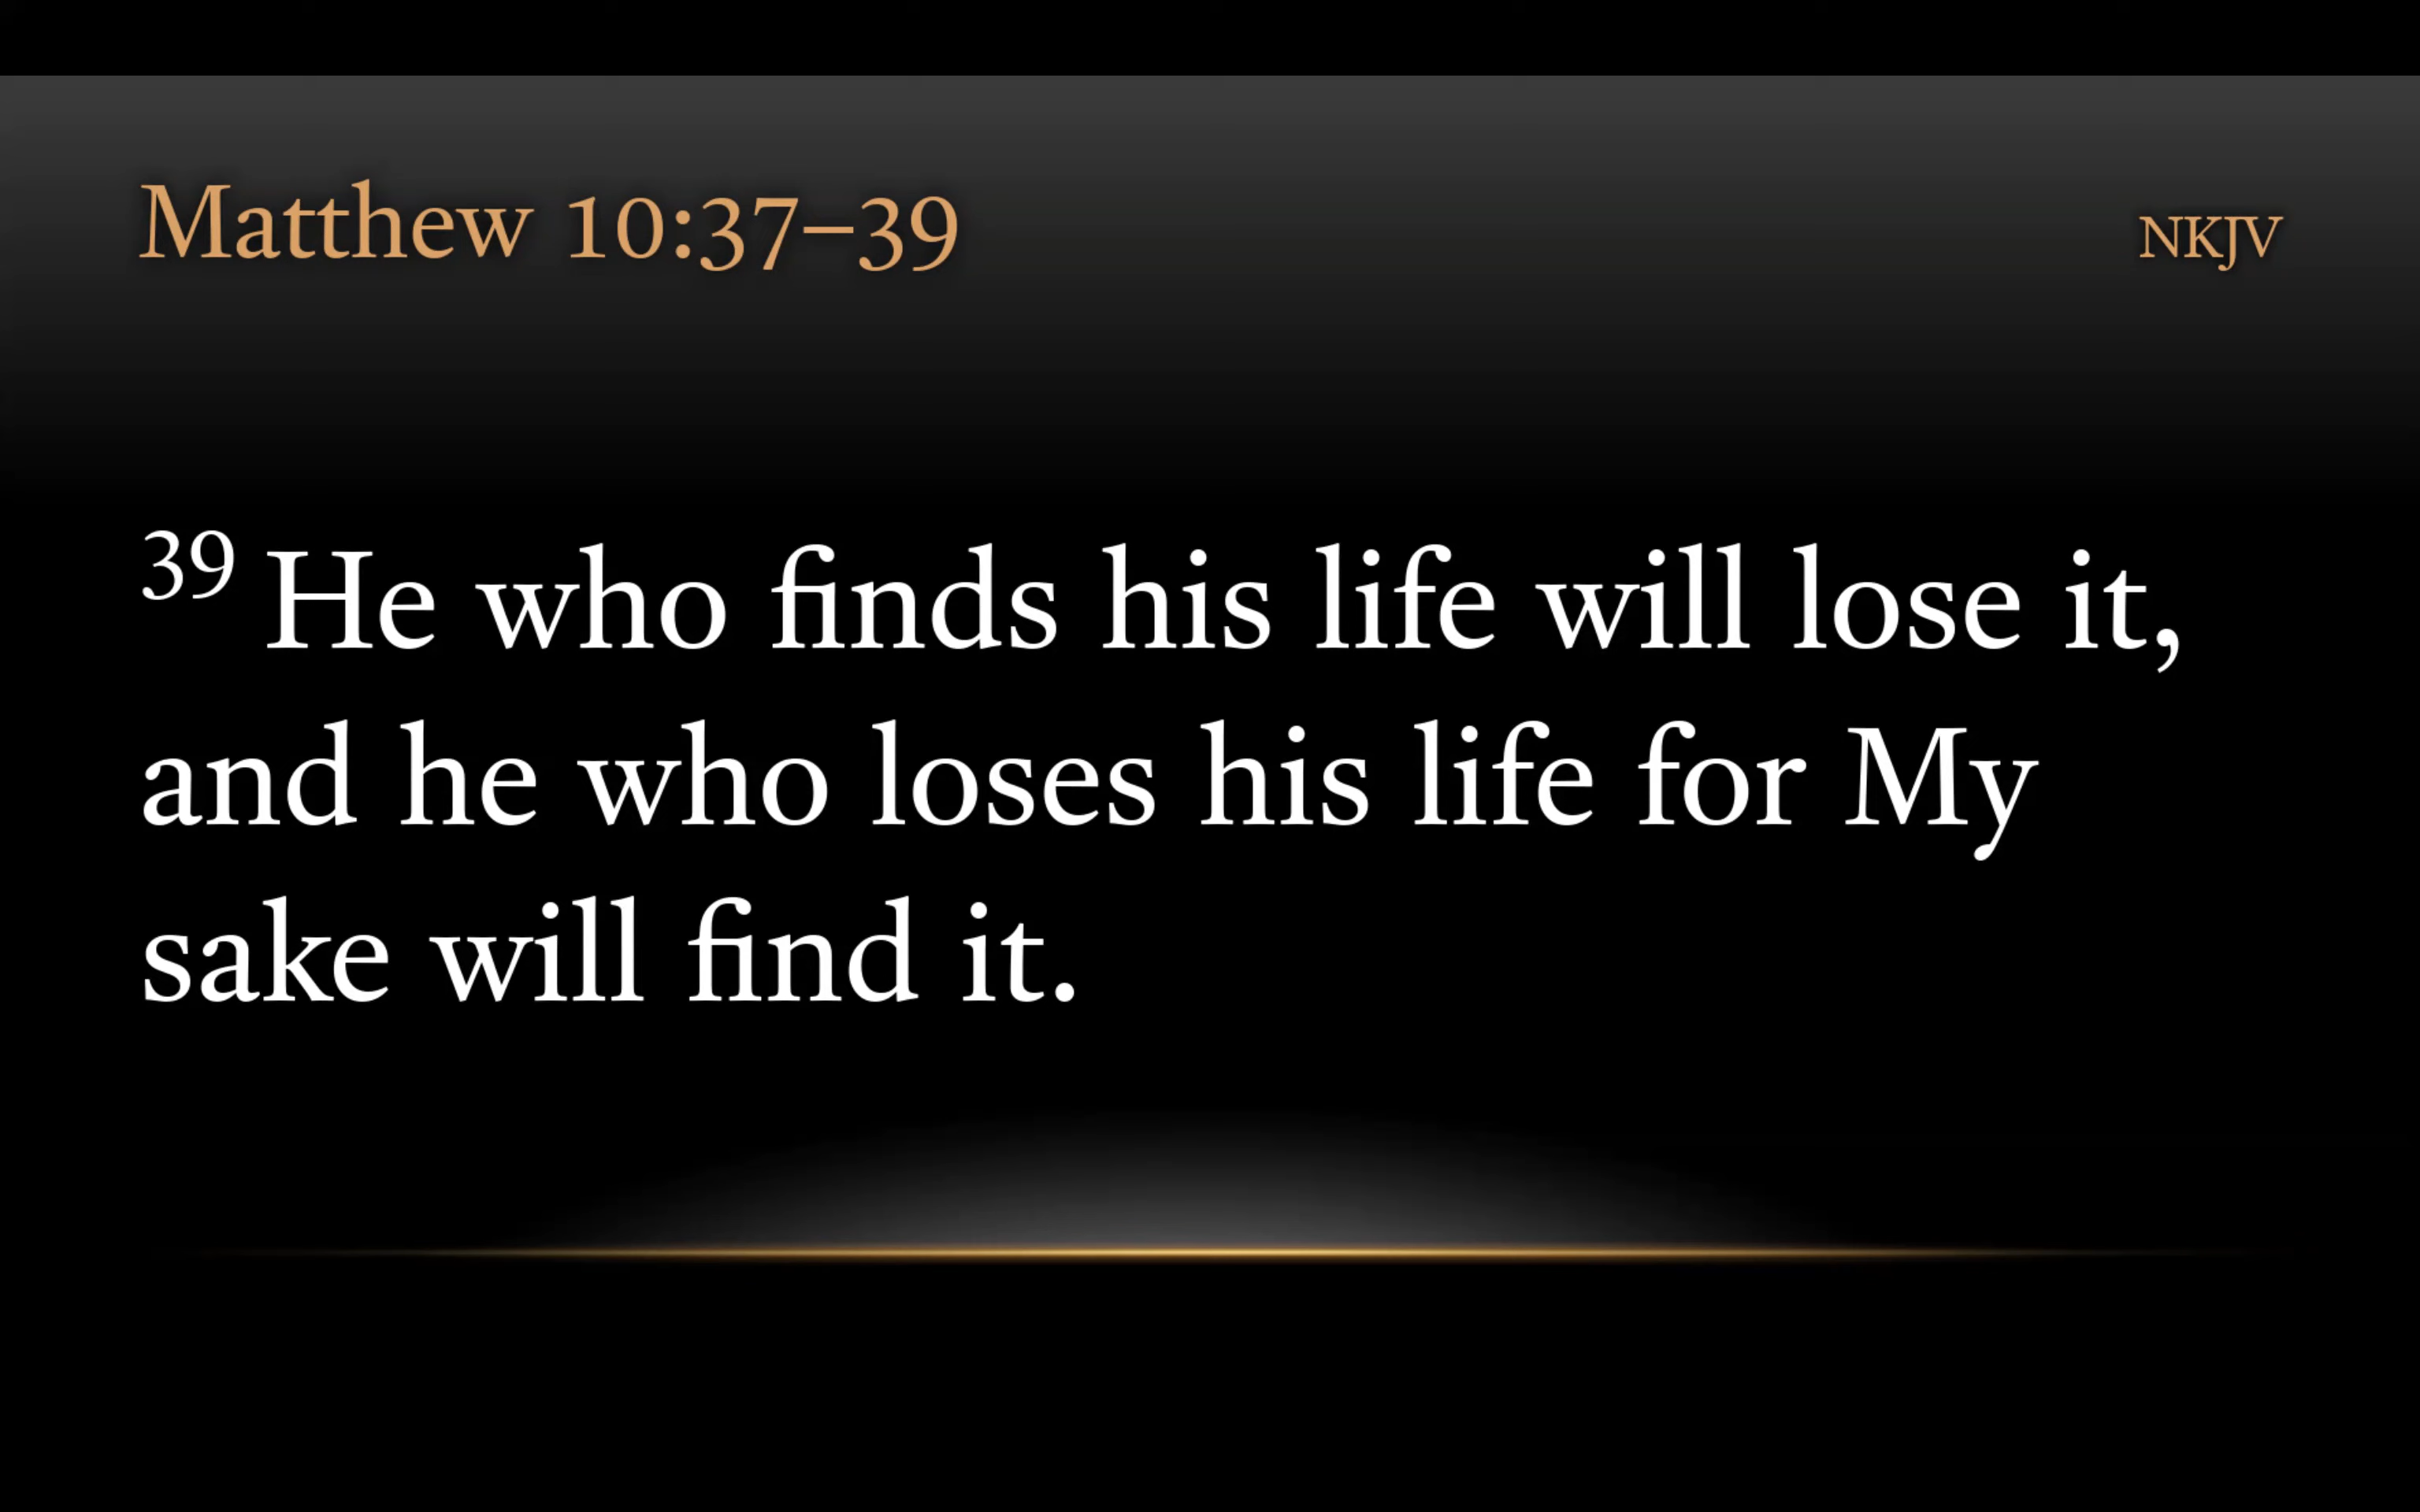 Matthew 10:37–39
NKJV
39 He who finds his life will lose it,
and he who loses his life for My
sake will find it.